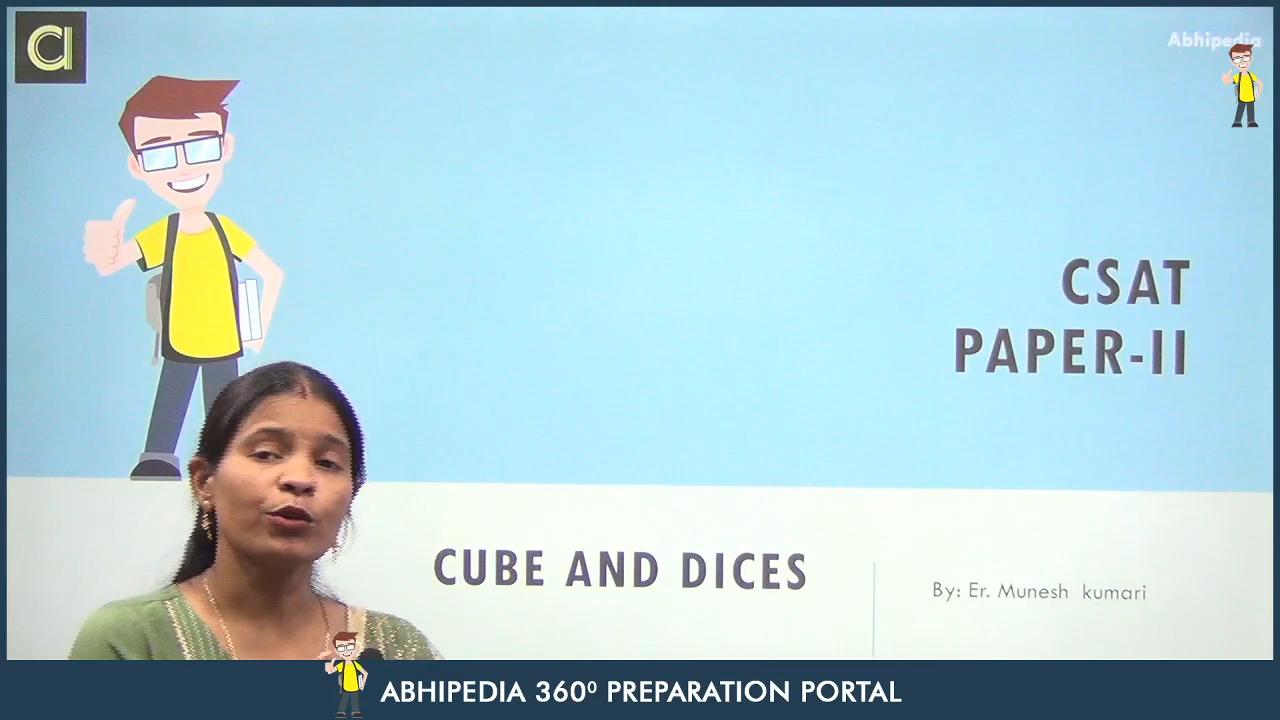 Abhipedia
CSAT
PAPER-II
CUBE AND DICES
By: Er. Munesh kumari
ABHIPEDIA 360⁰ PREPARATION PORTAL